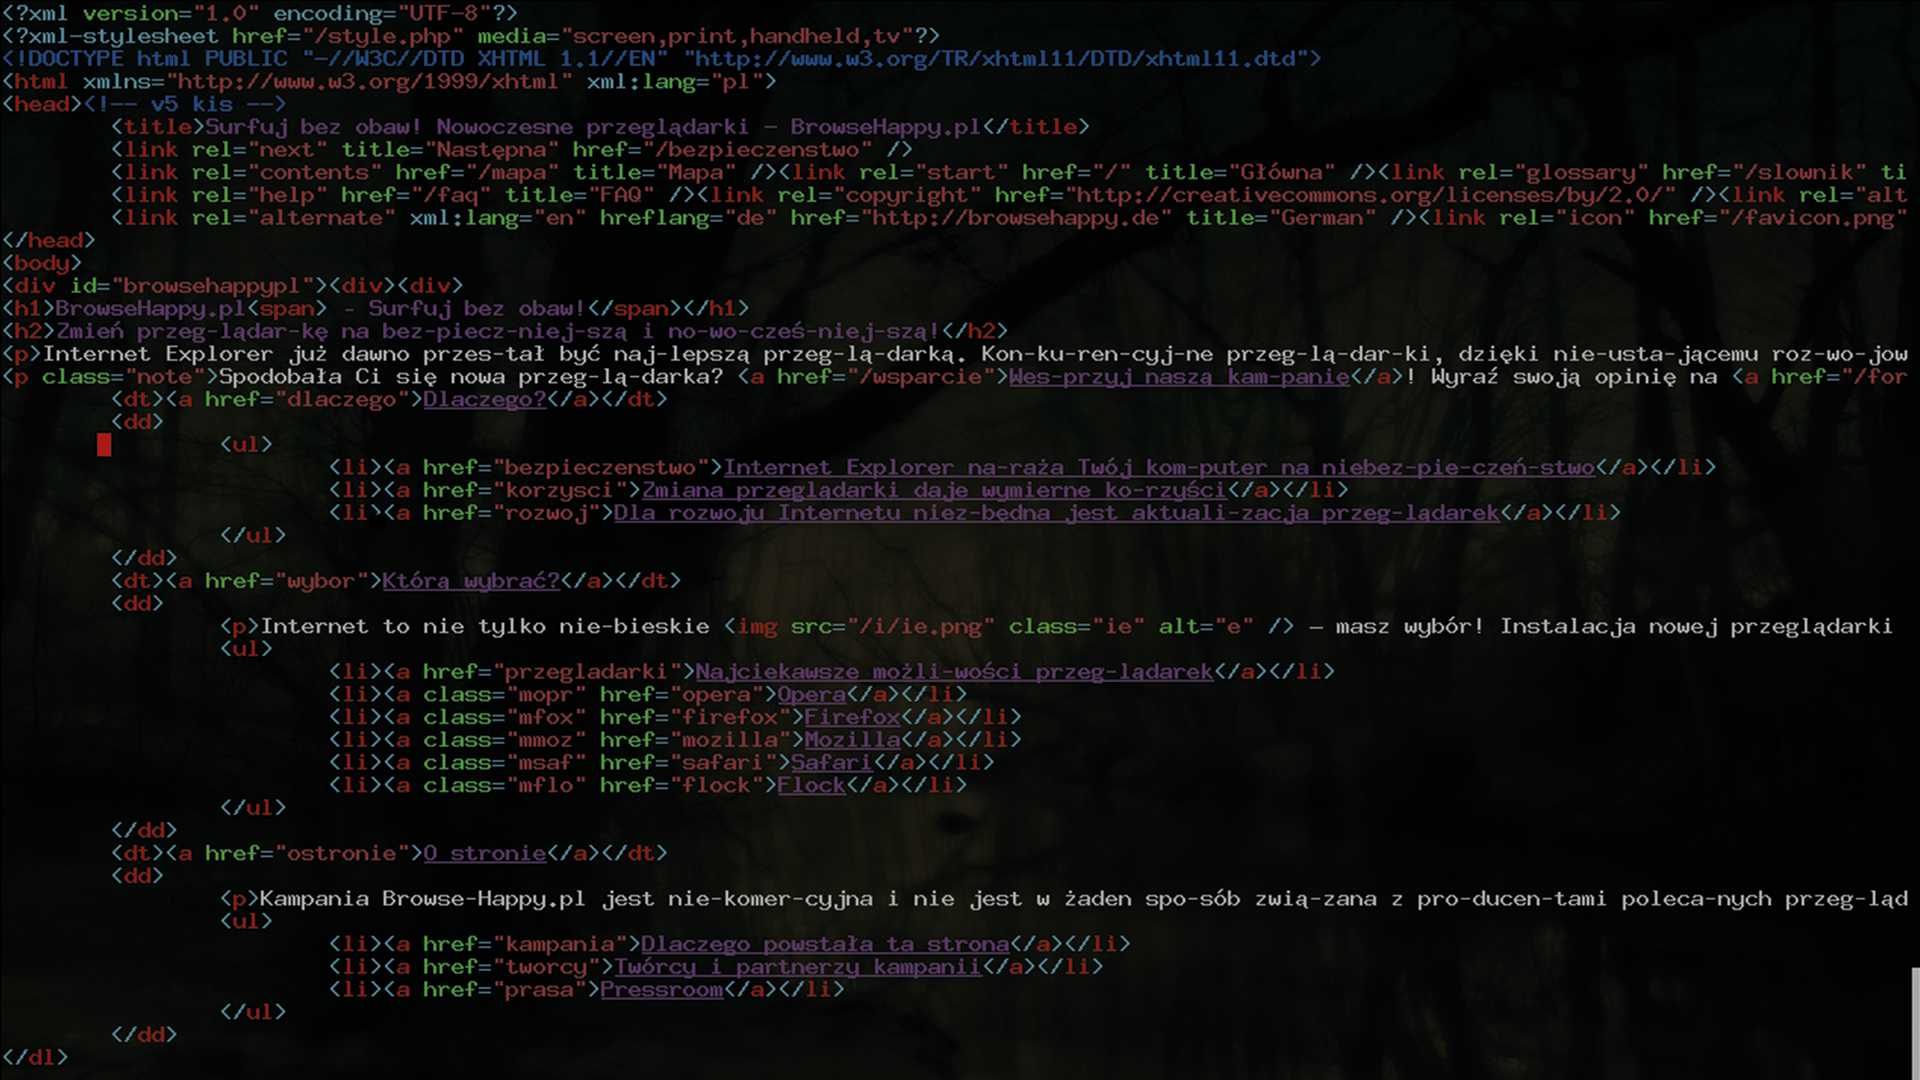 <?xml version="1.0" encoding="UTF-8"?>
<?xml-stylesheet href="/style.php" media="screen,print,handheld,tv"?>
<!DOCTYPE html PUBLIC "-//W3C//DTD XHTML 1.1//EN" "http://www.w3.org/TR/xhtml11/DTD/xhtml11.dtd">
<html xmlns="http://www.w3.org/1999/xhtml" xml:lang="pl">
<head><!-- v5 kis -->
<title>Surfuj bez obaw! Nowoczesne przeglądarki — BrowseHappy.pl</title>
<link rel="next" title="Następna" href="/bezpieczenstwo" />
<link rel="contents" href="/mapa" title="Mapa" /><link rel="start" href="/" title="Główna" /><link rel="glossary" href="/slownik" ti
<link rel="help" href="/faq" title="FAQ" /><link rel="copyright" href="http://creativecommons.org/licenses/by/2.0/" /><link rel="alt
<link rel="alternate" xml:lang="en" hreflang="de" href="http://browsehappy.de" title="German" /><link rel="icon" href="/favicon.png"
</head>
<body>
<div id="browsehappypl"><div><div>
<h1>BrowseHappy.pl<span> - Surfuj bez obaw!</span></h1>
<h2>Zmień przeg-lądar-kę na bez-piecz-niej-szą i no-wo-cześ-niej-szą!</h2>
<p>Internet Explorer już dawno przes-tał być naj-lepszą przeg-lą-darką. Kon-ku-ren-cyj-ne przeg-lą-dar-ki, dzięki nie-usta-jącemu roz-wo-jow
<p class="note">Spodobała Ci się nowa przeg-lą-darka? <a href="/wsparcie">Wes-przyj naszą kam-panię</a>! Wyraź swoją opinię na <a href="/for
<dt><a href="dlaczego">Dlaczego?</a></dt>
<dd>
<ul>
<li><a href="bezpieczenstwo">Internet Explorer na-raża Twój kom-puter na niebez-pie-czeń-stwo</a></li>
<li><a href="korzysci">Zmiana przeglądarki daje wymierne ko-rzyści</a></li>
<li><a href="rozwoj">Dla rozwoju Internetu niez-będna jest aktuali-zacja przeg-lądarek</a></li>
</ul>
</dd>
<dt><a href="wybor">Którą wybrać?</a></dt>
<dd>
<p>Internet to nie tylko nie-bieskie <img src="/i/ie.png" class="ie" alt="e" /> — masz wybór! Instalacja nowej przeglądarki
<ul>
<li><a href="przegladarki">Najciekawsze możli-wości przeg-lądarek</a></li>
<li><a class="mopr" href="opera">Opera</a></li>
<li><a class="mfox" href="firefox">Firefox</a></li>
<li><a class="mmoz" href="mozilla">Mozilla</a></li>
<li><a class="msaf" href="safari">Safari</a></li>
<li><a class="mflo" href="flock">Flock</a></li>
</ul>
</dd>
<dt><a href="ostronie">O stronie</a></dt>
<dd>
<p>Kampania Browse-Happy.pl jest nie-komer-cyjna i nie jest w żaden spo-sób zwią-zana z pro-ducen-tami poleca-nych przeg-ląd
<ul>
<li><a href="kampania">Dlaczego powstała ta strona</a></li>
<li><a href="tworcy">Twórcy i partnerzy kampanii</a></li>
<li><a href="prasa">Pressroom</a></li>
</ul>
</dd>
</dl>